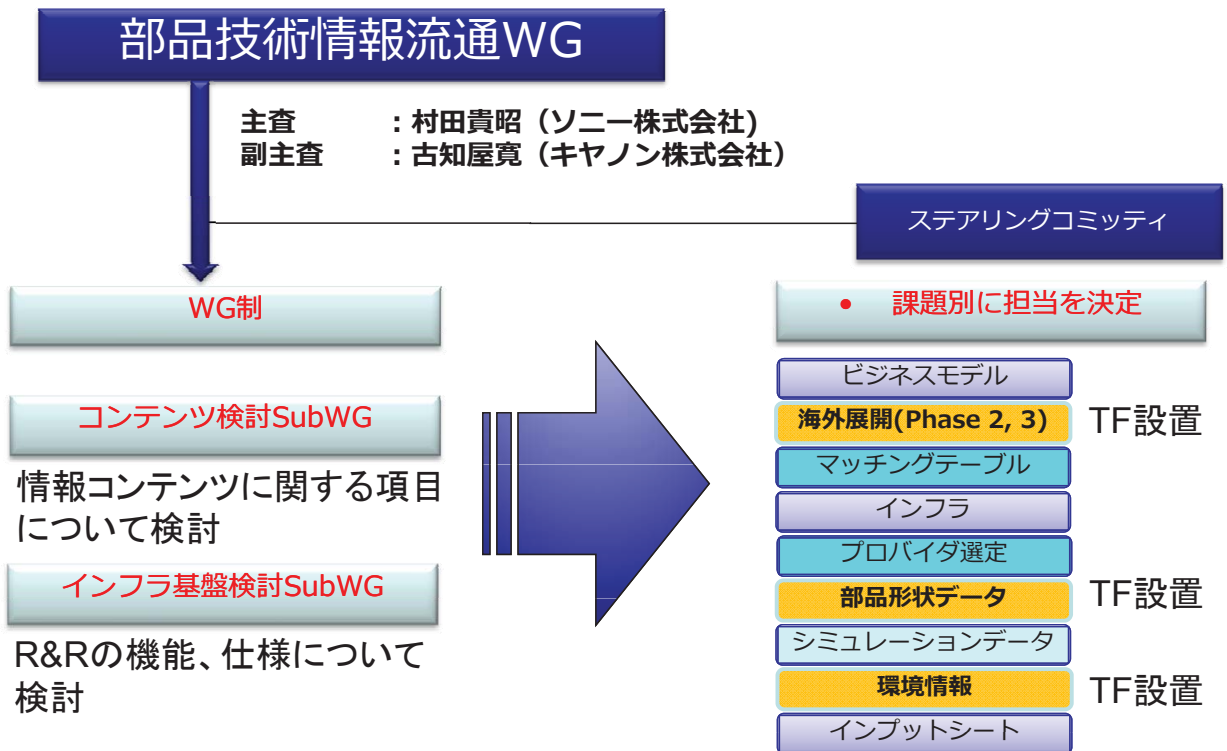 部品技術情報流通WG
主査 :村田貴昭(ソニー株式会社)
副主査 :古知屋寛(キヤノン株式会社)
ステアリングコミッティ
WG制
コンテンツ検討SubWG
情報コンテンツに関する項目
について検討
インフラ基盤検討SubWG
R&Rの機能、仕様について
検討
• 課題別に担当を決定
ビジネスモデル
海外展開(Phase 2, 3) TF設置
マッチングテーブル
インフラ
プロバイダ選定
部品形状データ TF設置
シミュレーションデータ
環境情報 TF設置
インプットシート